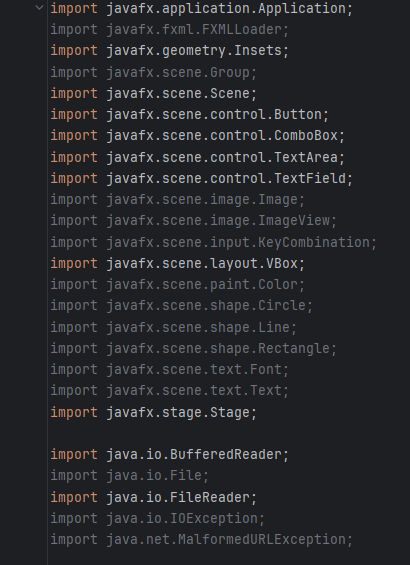 import javafx.application.Application;
import javafx.fxml.FXMLLoader;
import javafx.geometry.Insets;
import javafx.scene.Group;
import javafx.scene.Scene;
import javafx.scene.control.Button;
import javafx.scene.control.ComboBox;
import javafx.scene.control.TextArea;
import javafx.scene.control.TextField;
import javafx.scene.image.Image;
import javafx.scene.image.ImageView;
import javafx.scene.input.KeyCombination;
import javafx.scene.layout.VBox;
import javafx.scene.paint.Color;
import javafx.scene.shape.Circle;
import javafx.scene.shape.Line;
import javafx.scene.shape.Rectangle;
import javafx.scene.text.Font;
import javafx.scene.text.Text;
import javafx.stage.Stage;

import java.io.BufferedReader;
import java.io.File;
import java.io.FileReader;
import java.io.IOException;
import java.net.MalformedURLException;